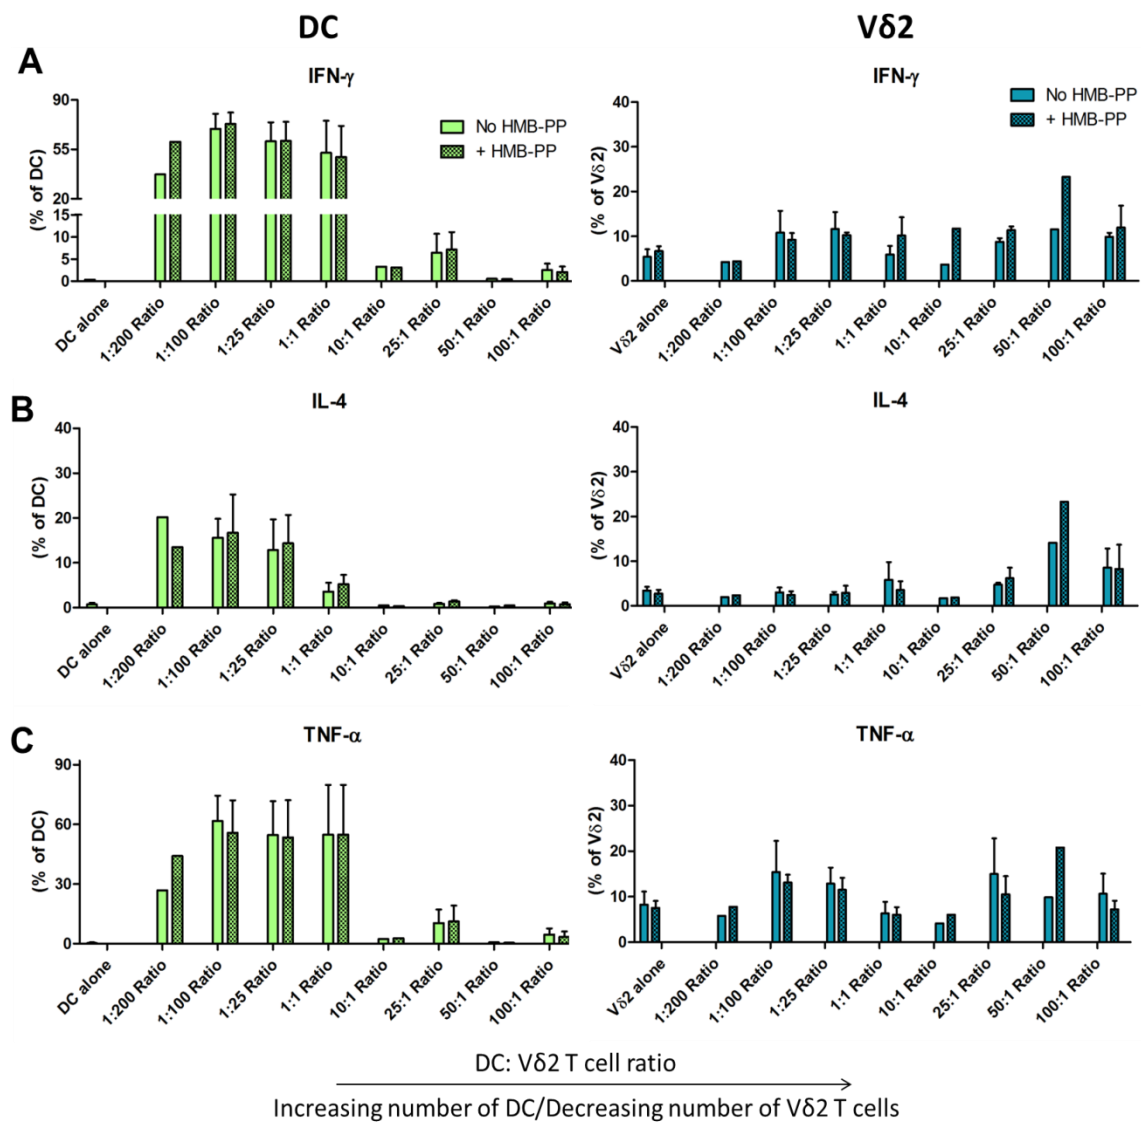 DC
Vδ2
A
IFN-γ
No HMB-PP
+ HMB-PP
(% of DC)
90
55
20
15
10
5
0
DC alone
1:200 Ratio
1:100 Ratio
1:25 Ratio
1:1 Ratio
10:1 Ratio
25:1 Ratio
50:1 Ratio
100:1 Ratio
IFN-γ
No HMB-PP
+ HMB-PP
(% of Vδ2)
40
30
20
10
0
Vδ2 alone
1:200 Ratio
1:100 Ratio
1:25 Ratio
1:1 Ratio
10:1 Ratio
25:1 Ratio
50:1 Ratio
100:1 Ratio
B
IL-4
(% of DC)
40
30
20
10
0
DC alone
1:200 Ratio
1:100 Ratio
1:25 Ratio
1:1 Ratio
10:1 Ratio
25:1 Ratio
50:1 Ratio
100:1 Ratio
IL-4
(% of Vδ2)
40
30
20
10
0
Vδ2 alone
1:200 Ratio
1:100 Ratio
1:25 Ratio
1:1 Ratio
10:1 Ratio
25:1 Ratio
50:1 Ratio
100:1 Ratio
C
TNF-α
(% of DC)
90
60
30
0
DC alone
1:200 Ratio
1:100 Ratio
1:25 Ratio
1:1 Ratio
10:1 Ratio
25:1 Ratio
50:1 Ratio
100:1 Ratio
TNF-α
(% of Vδ2)
40
30
20
10
0
Vδ2 alone
1:200 Ratio
1:100 Ratio
1:25 Ratio
1:1 Ratio
10:1 Ratio
25:1 Ratio
50:1 Ratio
100:1 Ratio
DC: Vδ2 T cell ratio
Increasing number of DC/Decreasing number of Vδ2 T cells